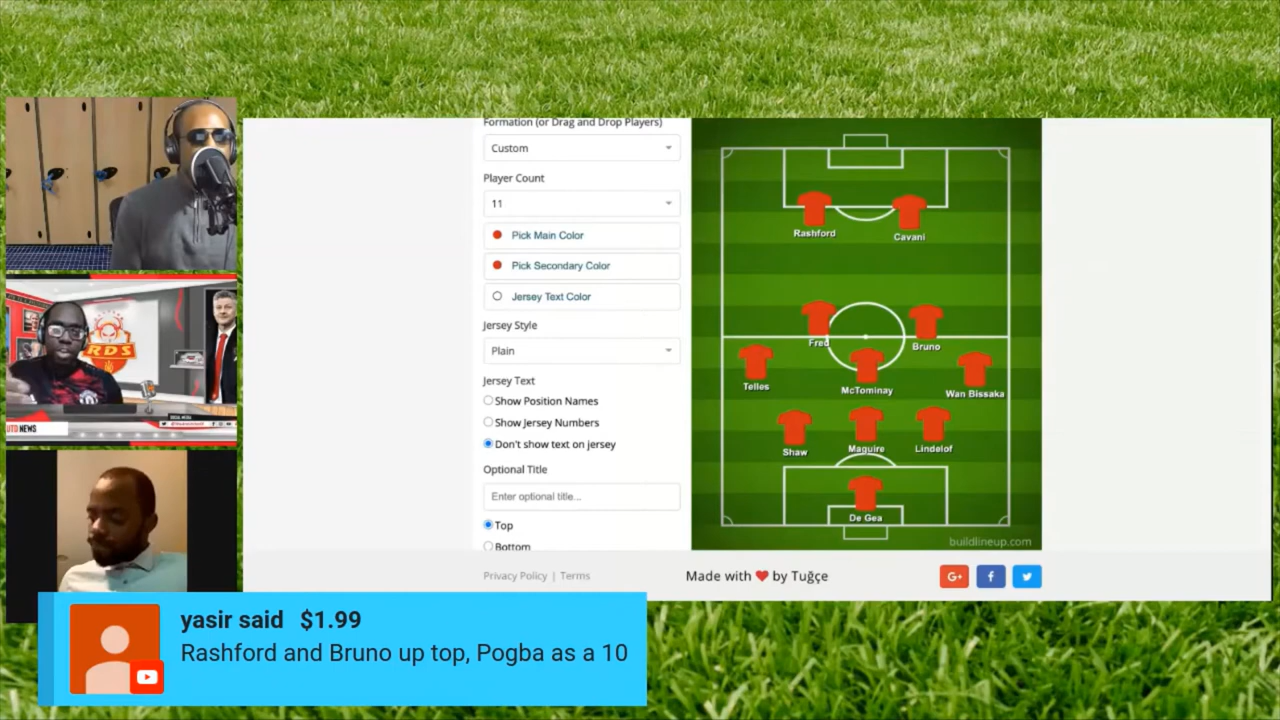 Formation (or Drag and Drop Players)
Custom
Player Count
11
Pick Main Color
Pick Secondary Color
Jersey Text Color
Jersey Style
Plain
Jersey Text
Show Position Names
Show Jersey Numbers
Don't show text on jersey
Optional Title
Enter optional title...
Top
Bottom
Rashford
Cavani
Fred
Bruno
Telles
McTominay
Wan Bissaka
Shaw
Maguire
Lindelof
De Gea
buildlineup.com
Privacy Policy | Terms
Made with ❤ by Tuğçe
G+
f
RDS
UTD NEWS
yasir said $1.99
Rashford and Bruno up top, Pogba as a 10